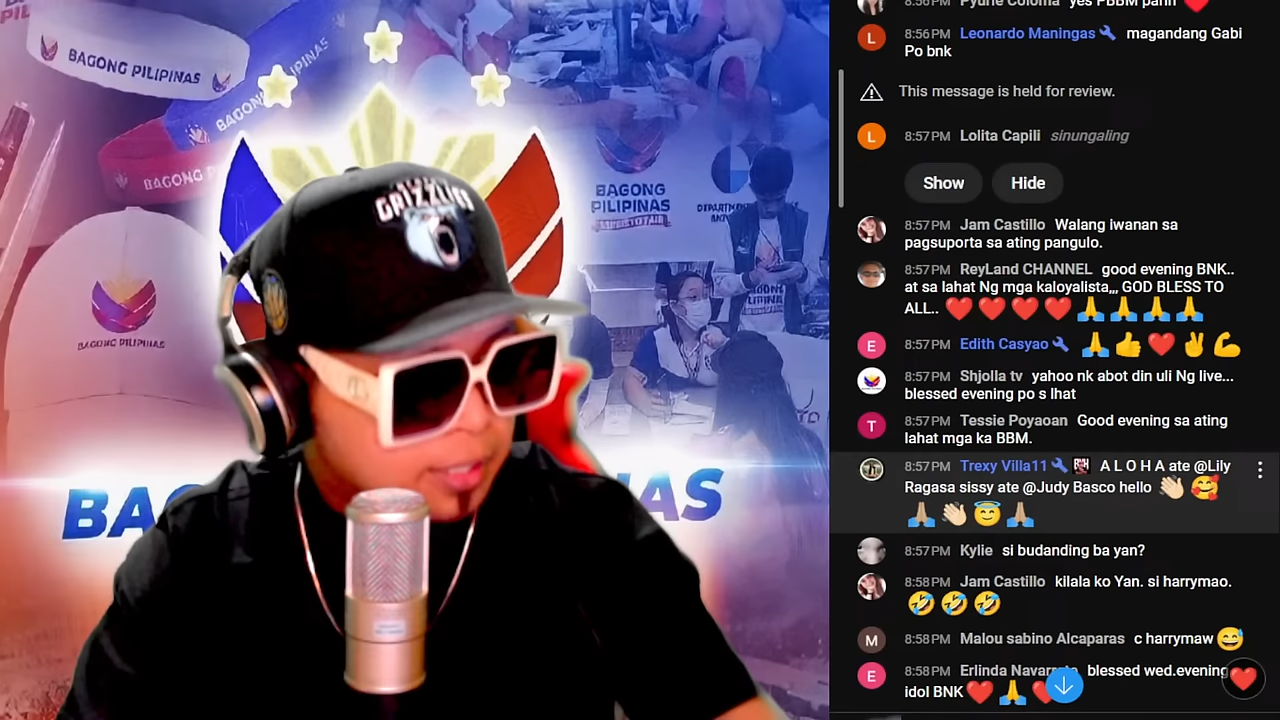 BAGONG PILIPINAS
BAGONG PILIPINAS
BAGONG
BAGONG PILIPINAS
BAGONG
PILIPINAS
GRIZZLIES
8:56 PM Pyurie Coloma yes PBBM parin ❤️
8:56 PM Leonardo Maningas magandang Gabi
Po bnk
This message is held for review.
8:57 PM Lolita Capili sinungaling
Show Hide
8:57 PM Jam Castillo Walang iwanan sa
pagsuporta sa ating pangulo.
8:57 PM ReyLand CHANNEL good evening BNK..
at sa lahat Ng mga kaloyalista,,, GOD BLESS TO
ALL.. ❤️❤️❤️❤️🙏🙏🙏🙏
8:57 PM Edith Casyao 🙏👍❤️✌️💪
8:57 PM Shjolla tv yahoo nk abot din uli Ng live...
blessed evening po s lhat
8:57 PM Tessie Poyaoan Good evening sa ating
lahat mga ka BBM.
8:57 PM Trexy Villa11 A L O H A ate @Lily
Ragasa sissy ate @Judy Basco hello 👋🏻🥰
🙏🏽👋🏻😇🙏🏽
8:57 PM Kylie si budanding ba yan?
8:58 PM Jam Castillo kilala ko Yan. si harrymao.
🤣🤣🤣
8:58 PM Malou sabino Alcaparas c harrymaw 😅
8:58 PM Erlinda blessed wed.evening
idol BNK ❤️🙏❤️
L
L
E
T
M
E